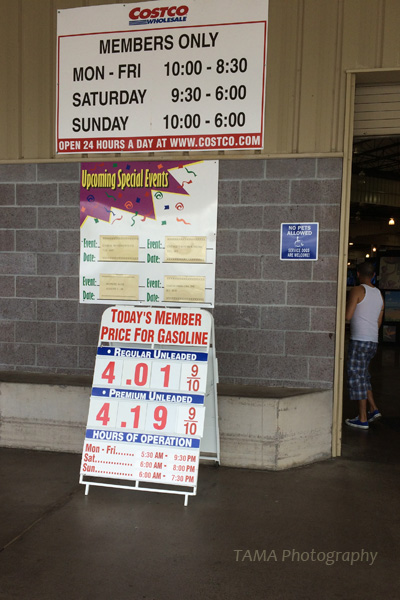 COSTCO
WHOLESALE
MEMBERS ONLY
MON - FRI 10:00 - 8:30
SATURDAY 9:30 - 6:00
SUNDAY 10:00 - 6:00
OPEN 24 HOURS A DAY AT WWW.COSTCO.COM
Upcoming Special Events
Event: Event:
Date: Date:
Event: Event:
Date: Date:
NO PETS
ALLOWED
SERVICE DOGS
ARE WELCOME!
TODAY'S MEMBER
PRICE FOR GASOLINE
REGULAR UNLEADED
4.01 9/10
PREMIUM UNLEADED
4.19 9/10
HOURS OF OPERATION
Mon - Fri....... 5:30 AM - 9:30 PM
Sat............. 6:00 AM - 8:00 PM
Sun............. 6:00 AM - 7:30 PM
TAMA Photography